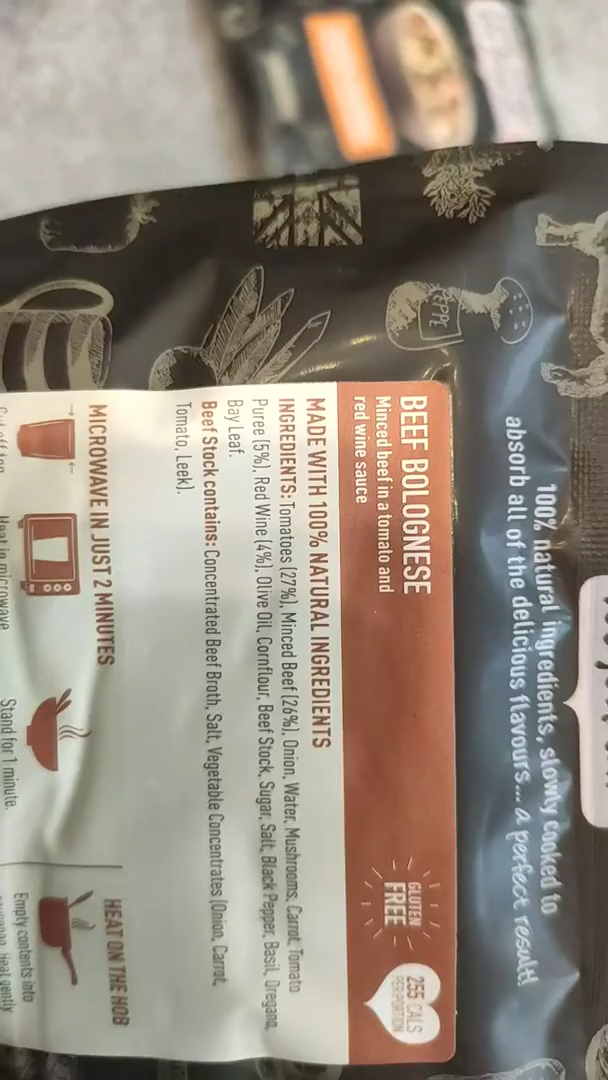 100% natural ingredients, slowly cooked to
absorb all of the delicious flavours... a perfect result!
BEEF BOLOGNESE
Minced beef in a tomato and
red wine sauce
GLUTEN
FREE
255 CALS
PER PORTION
MADE WITH 100% NATURAL INGREDIENTS
INGREDIENTS: Tomatoes (27%), Minced Beef (26%), Onion, Water, Mushrooms, Carrot, Tomato
Puree (5%), Red Wine (4%), Olive Oil, Cornflour, Beef Stock, Sugar, Salt, Black Pepper, Basil, Oregano,
Bay Leaf.
Beef Stock contains: Concentrated Beef Broth, Salt, Vegetable Concentrates (Onion, Carrot,
Tomato, Leek).
MICROWAVE IN JUST 2 MINUTES
Heat in microwave
Stand for 1 minute.
HEAT ON THE HOB
Empty contents into
Heat gently